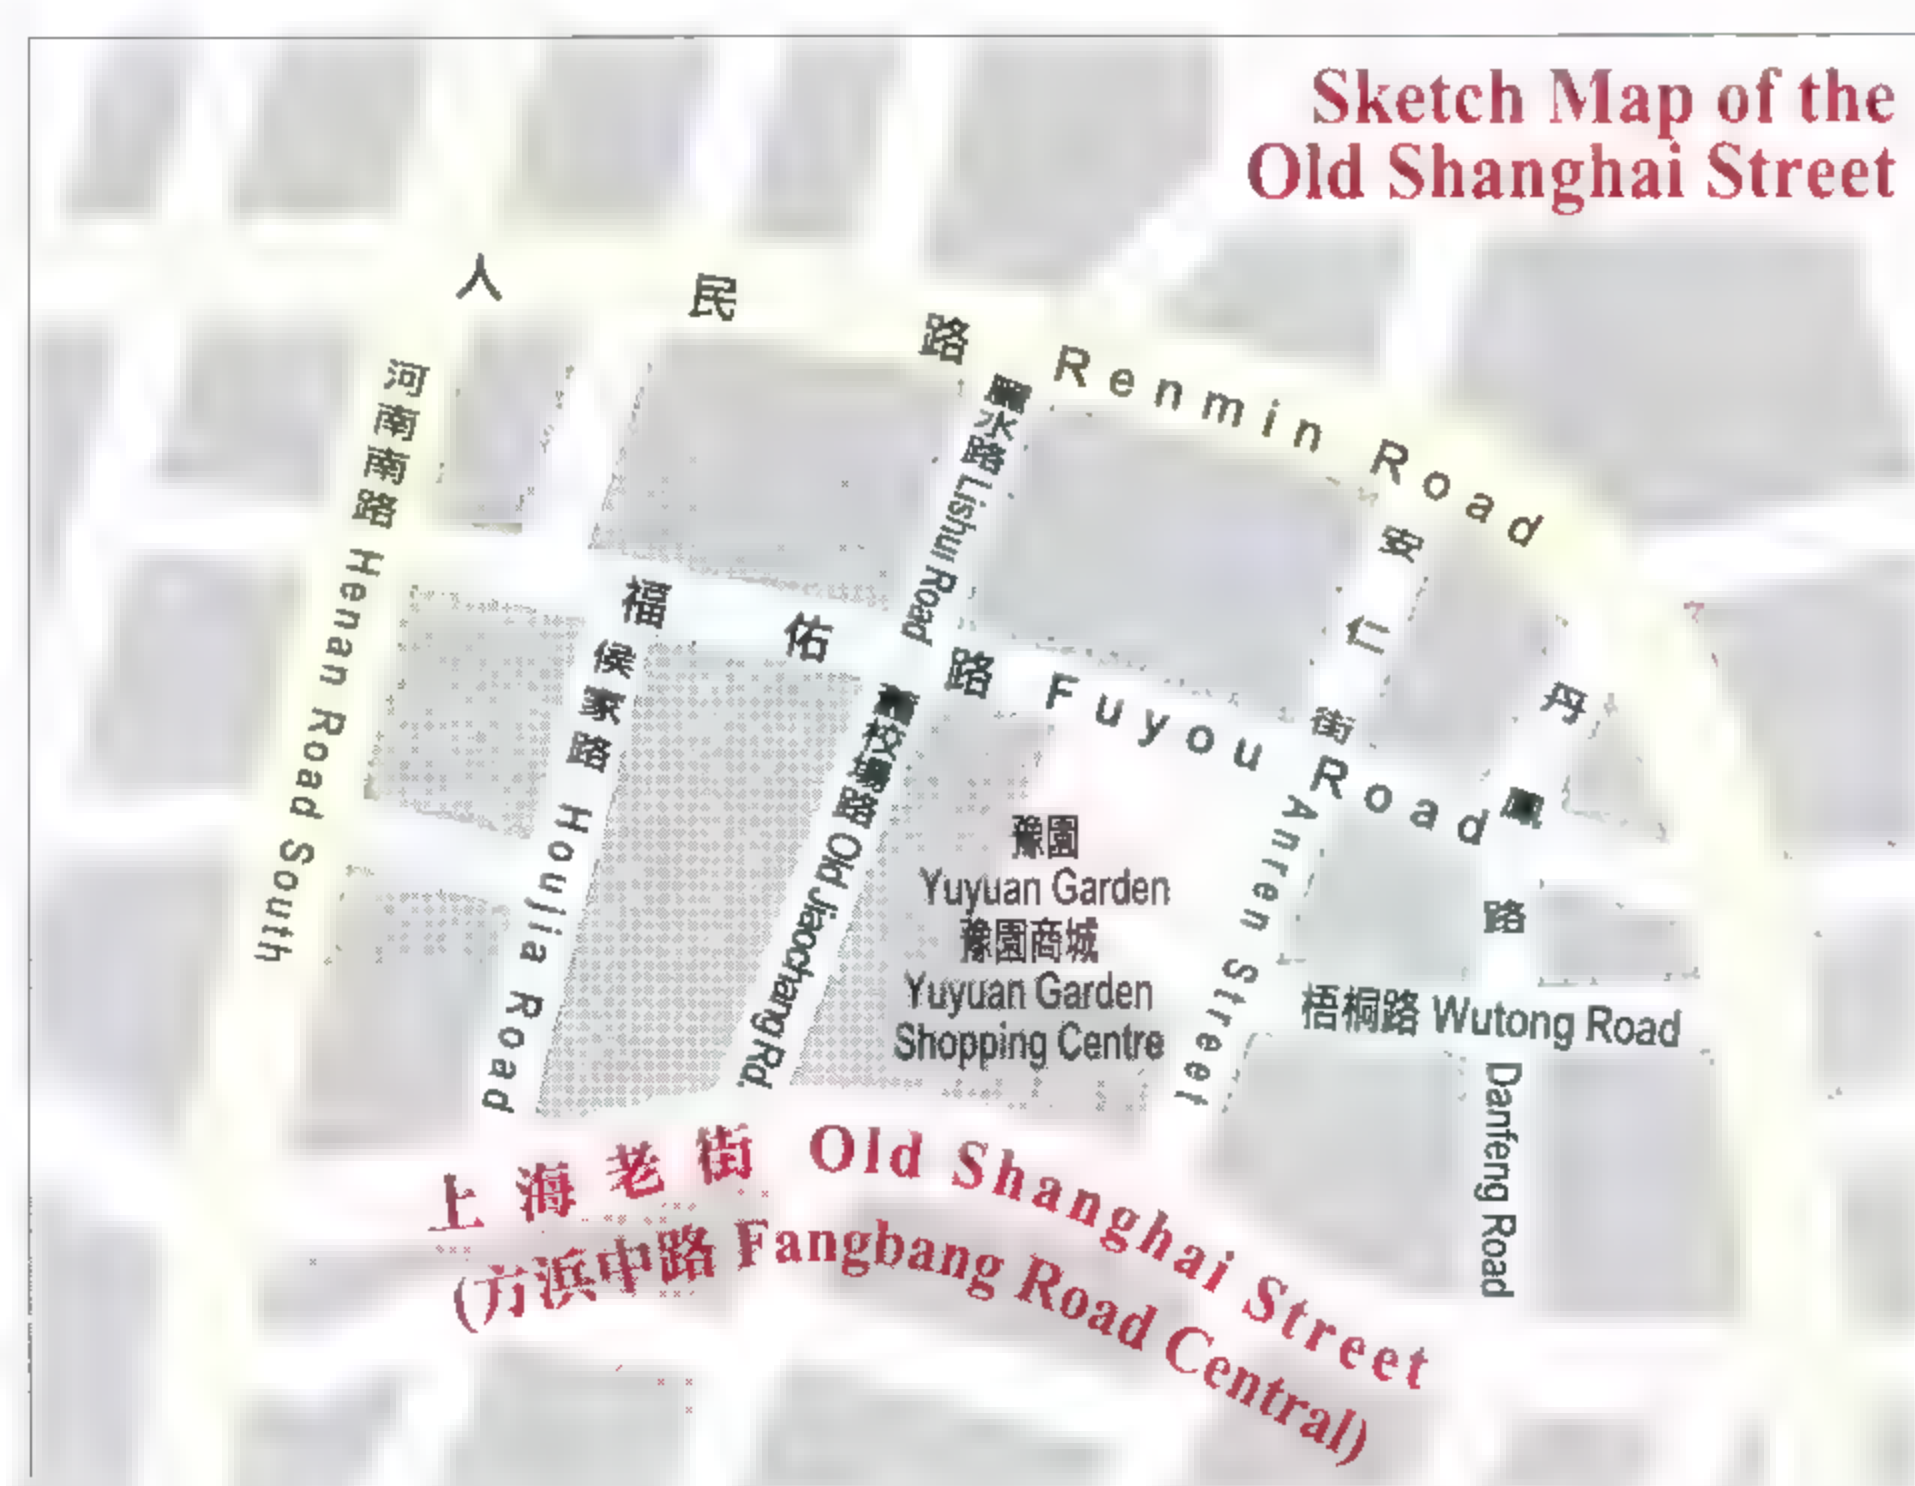 Sketch Map of the
Old Shanghai Street
人民路 Renmin Road
河南南路 Henan Road South
麗水路 Lishui Road
安仁街 Anren Street
福佑路 Fuyou Road
侯家路 Houjia Road
舊校場路 Old Jiaochang Rd.
丹鳳路 Danfeng Road
豫園
Yuyuan Garden
豫園商城
Yuyuan Garden
Shopping Centre
梧桐路 Wutong Road
上海老街 Old Shanghai Street
(方浜中路 Fangbang Road Central)